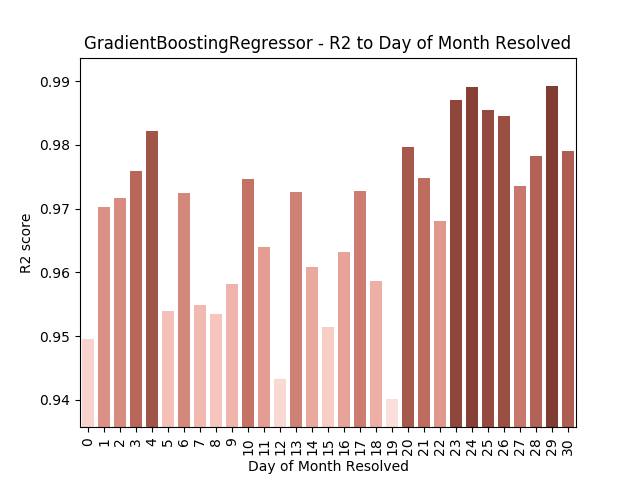 GradientBoostingRegressor - R2 to Day of Month Resolved
R2 score
0.99
0.98
0.97
0.96
0.95
0.94
0 1 2 3 4 5 6 7 8 9 10 11 12 13 14 15 16 17 18 19 20 21 22 23 24 25 26 27 28 29 30
Day of Month Resolved